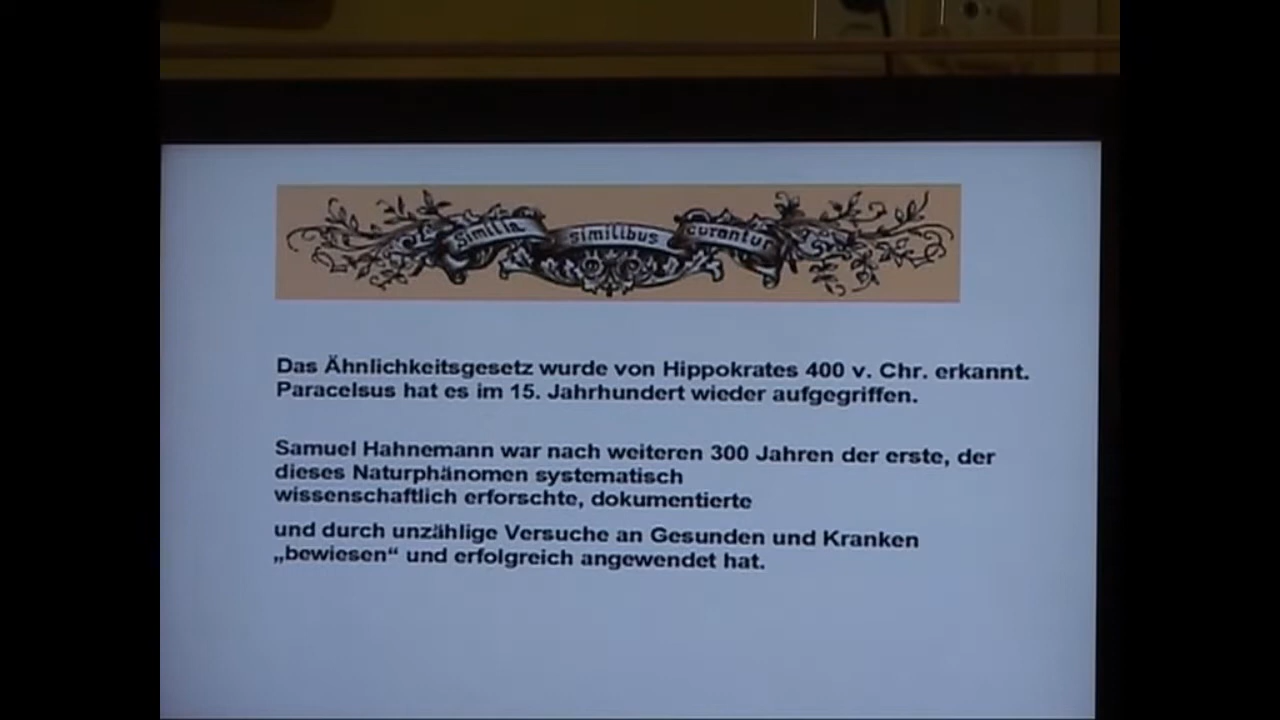 Similia similibus curantur
Das Ähnlichkeitsgesetz wurde von Hippokrates 400 v. Chr. erkannt.
Paracelsus hat es im 15. Jahrhundert wieder aufgegriffen.
Samuel Hahnemann war nach weiteren 300 Jahren der erste, der
dieses Naturphänomen systematisch
wissenschaftlich erforschte, dokumentierte
und durch unzählige Versuche an Gesunden und Kranken
„bewiesen“ und erfolgreich angewendet hat.